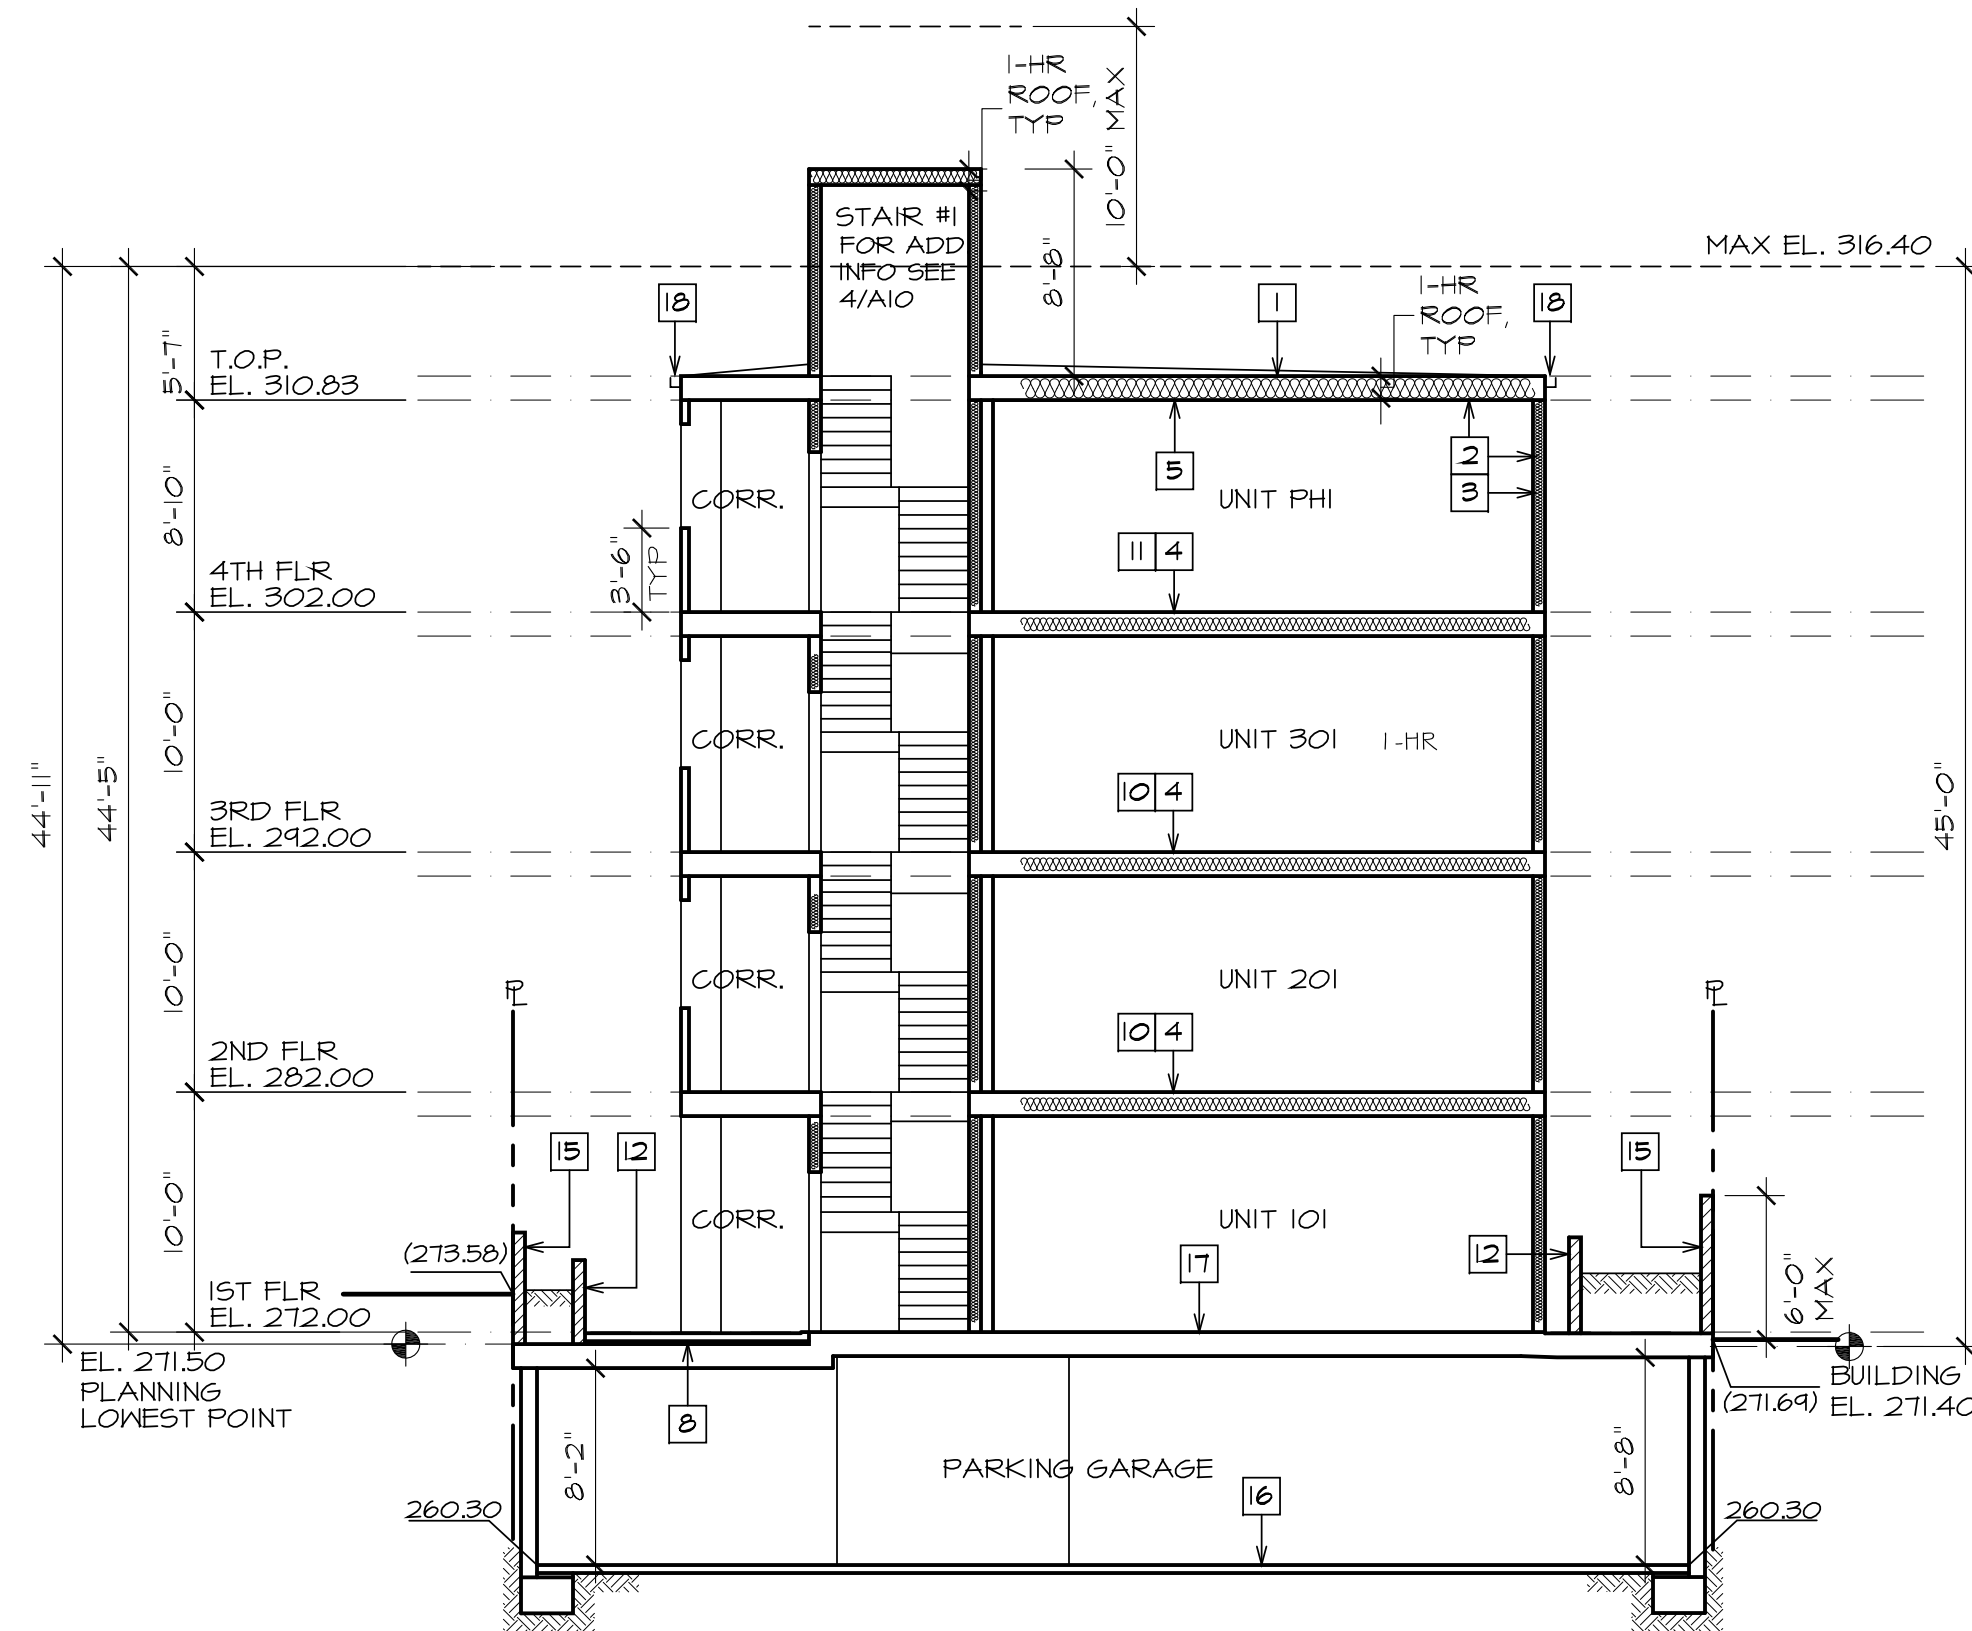 1-HR
ROOF,
TYP
10'-0" MAX
STAIR #1
FOR ADD
INFO SEE
4/A10
8'-8"
MAX EL. 316.40
18
1
1-HR
ROOF,
TYP
18
5'-7"
T.O.P.
EL. 310.83
5
2
3
8'-10"
CORR.
UNIT PH1
3'-6"
TYP
11 4
4TH FLR
EL. 302.00
10'-0"
CORR.
UNIT 301 1-HR
44'-11"
44'-5"
45'-0"
10 4
3RD FLR
EL. 292.00
10'-0"
CORR.
UNIT 201
PL
PL
10 4
2ND FLR
EL. 282.00
15
12
15
10'-0"
CORR.
UNIT 101
(273.58)
17
12
6'-0"
MAX
1ST FLR
EL. 272.00
EL. 271.50
PLANNING
LOWEST POINT
BUILDING
EL. 271.40
(271.69)
8
8'-2"
PARKING GARAGE
8'-8"
16
260.30
260.30